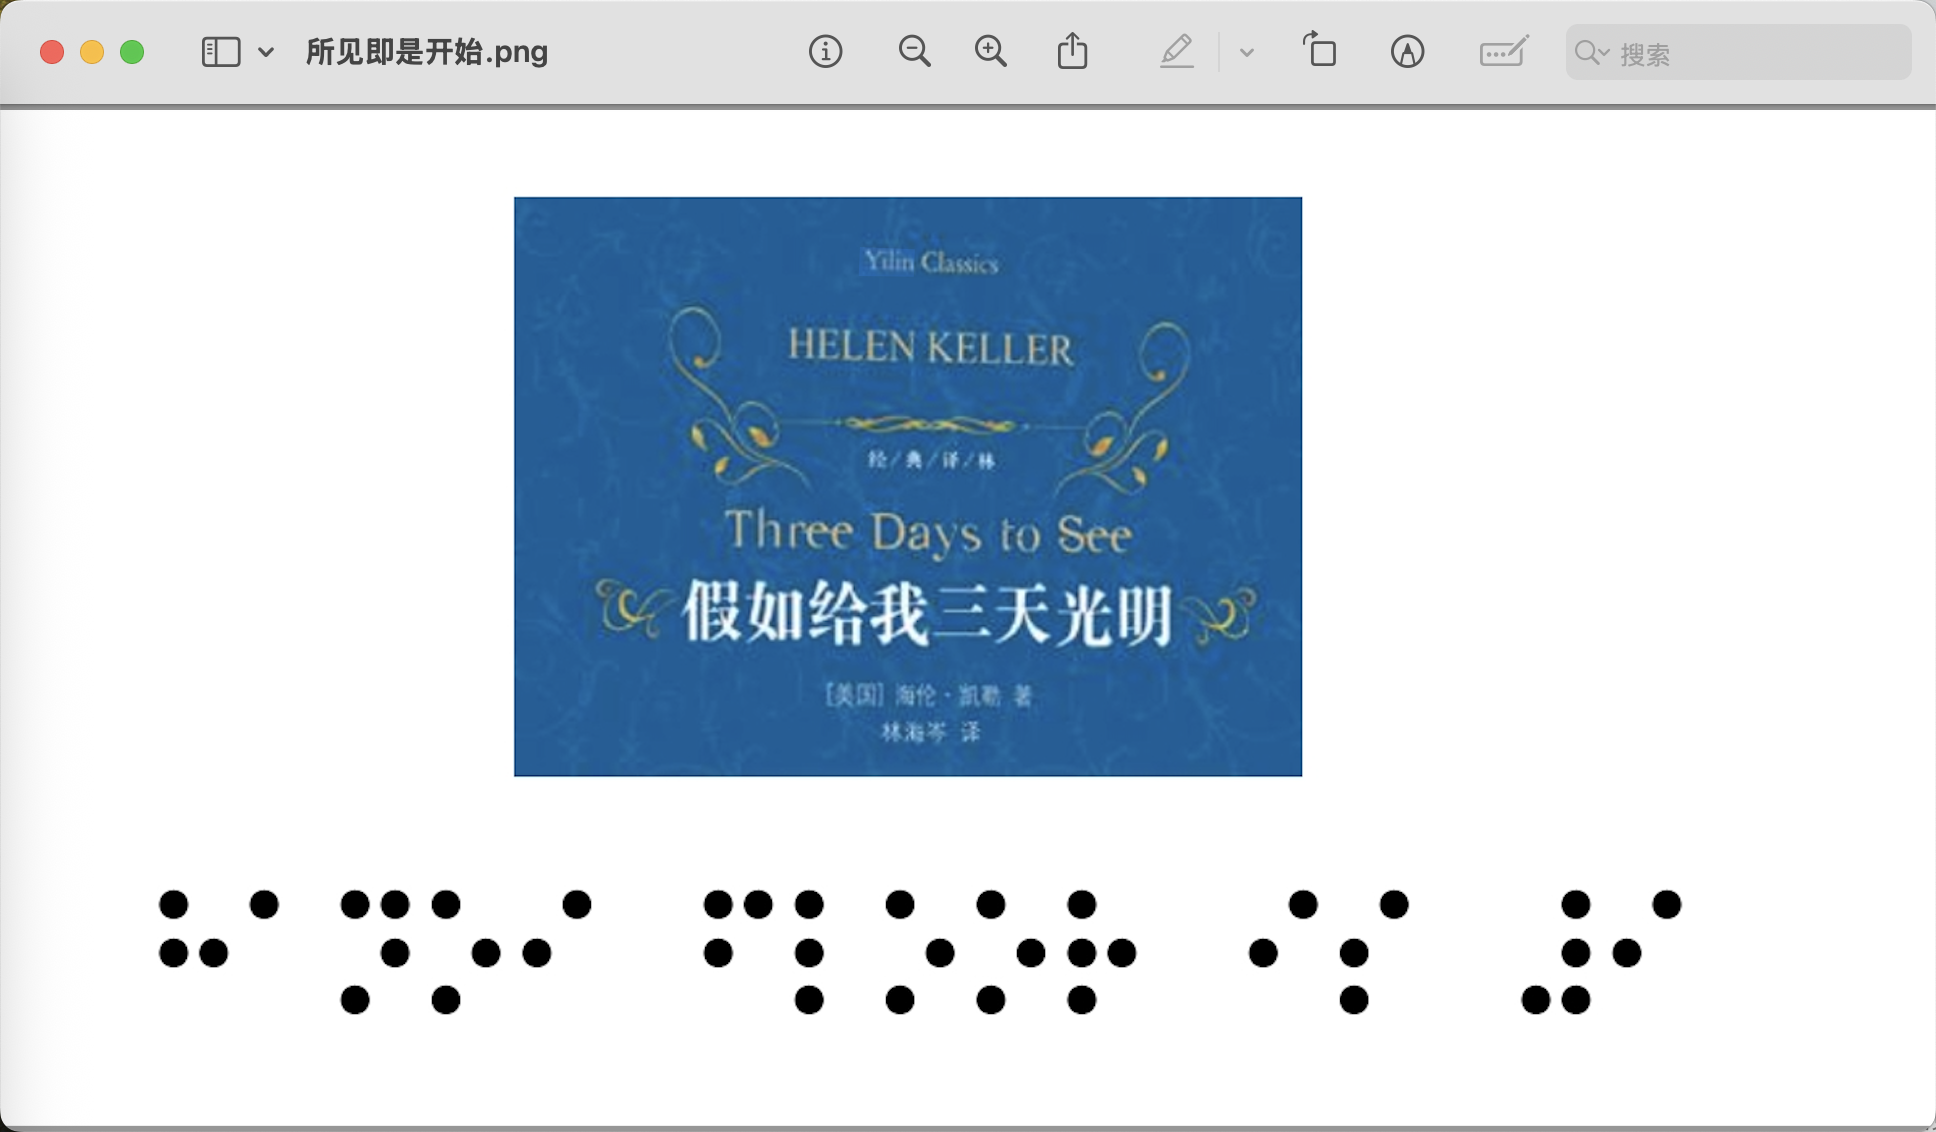 所见即是开始.png
搜索
Yilin Classics
HELEN KELLER
经/典/译/林
Three Days to See
假如给我三天光明
[美国] 海伦·凯勒 著
林海岑 译
⠓⠁⠝⠕⠊ ⠋⠇⠕⠕⠗ ⠊⠎ ⠼⠊